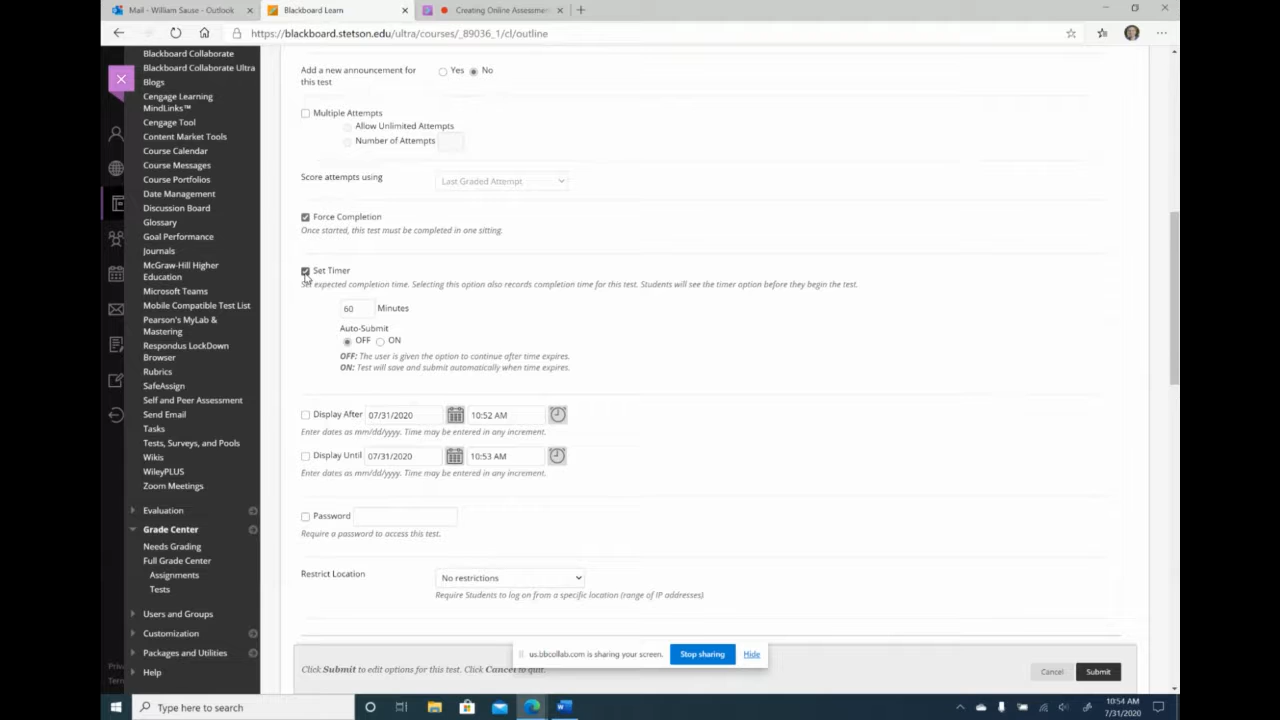 Mail - William Sause - Outlook
Blackboard Learn
Creating Online Assessm
https://blackboard.stetson.edu/ultra/courses/_89036_1/cl/outline
Blackboard Collaborate
Blackboard Collaborate Ultra
Blogs
Cengage Learning
MindLinks™
Cengage Tool
Content Market Tools
Course Calendar
Course Messages
Course Portfolios
Date Management
Discussion Board
Glossary
Goal Performance
Journals
McGraw-Hill Higher
Education
Microsoft Teams
Mobile Compatible Test List
Pearson's MyLab &
Mastering
Respondus LockDown
Browser
Rubrics
SafeAssign
Self and Peer Assessment
Send Email
Tasks
Tests, Surveys, and Pools
Wikis
WileyPLUS
Zoom Meetings
Evaluation
Grade Center
Needs Grading
Full Grade Center
Assignments
Tests
Users and Groups
Customization
Packages and Utilities
Help
Priv
Tern
Add a new announcement for
this test
Yes No
Multiple Attempts
Allow Unlimited Attempts
Number of Attempts
Score attempts using Last Graded Attempt
Force Completion
Once started, this test must be completed in one sitting.
Set Timer
Set expected completion time. Selecting this option also records completion time for this test. Students will see the timer option before they begin the test.
60 Minutes
Auto-Submit
OFF ON
OFF: The user is given the option to continue after time expires.
ON: Test will save and submit automatically when time expires.
Display After 07/31/2020 10:52 AM
Enter dates as mm/dd/yyyy. Time may be entered in any increment.
Display Until 07/31/2020 10:53 AM
Enter dates as mm/dd/yyyy. Time may be entered in any increment.
Password
Require a password to access this test.
Restrict Location No restrictions
Require Students to log on from a specific location (range of IP addresses)
us.bbcollab.com is sharing your screen. Stop sharing Hide
Click Submit to edit options for this test. Click Cancel to quit.
Cancel Submit
Type here to search
10:54 AM
7/31/2020